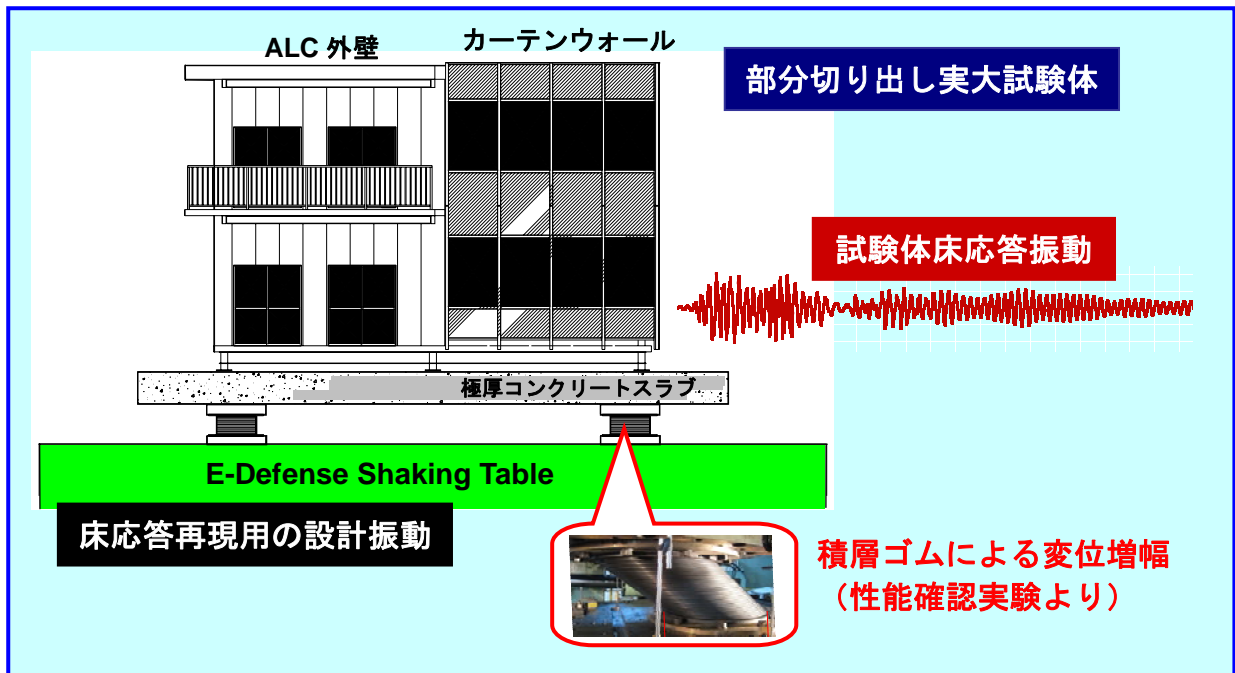 ALC 外壁
カーテンウォール
部分切り出し実大試験体
試験体床応答振動
極厚コンクリートスラブ
E-Defense Shaking Table
床応答再現用の設計振動
積層ゴムによる変位増幅
（性能確認実験より）